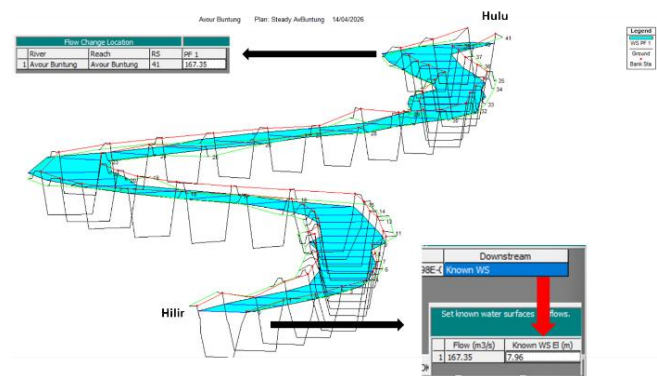 Avour Buntung Plan: Steady AvBuntung 14/04/2026
Hulu
Legend
WS PF 1
Ground
Bank Sta
Flow Change Location
River Reach RS PF 1
1 Avour Buntung Avour Buntung 41 167.35
41
37
35
34
33
32
Hilir
14
11
Downstream
98E-( Known WS
Set known water surfaces flows.
Flow (m3/s) Known WS El (m)
1 167.35 7.96